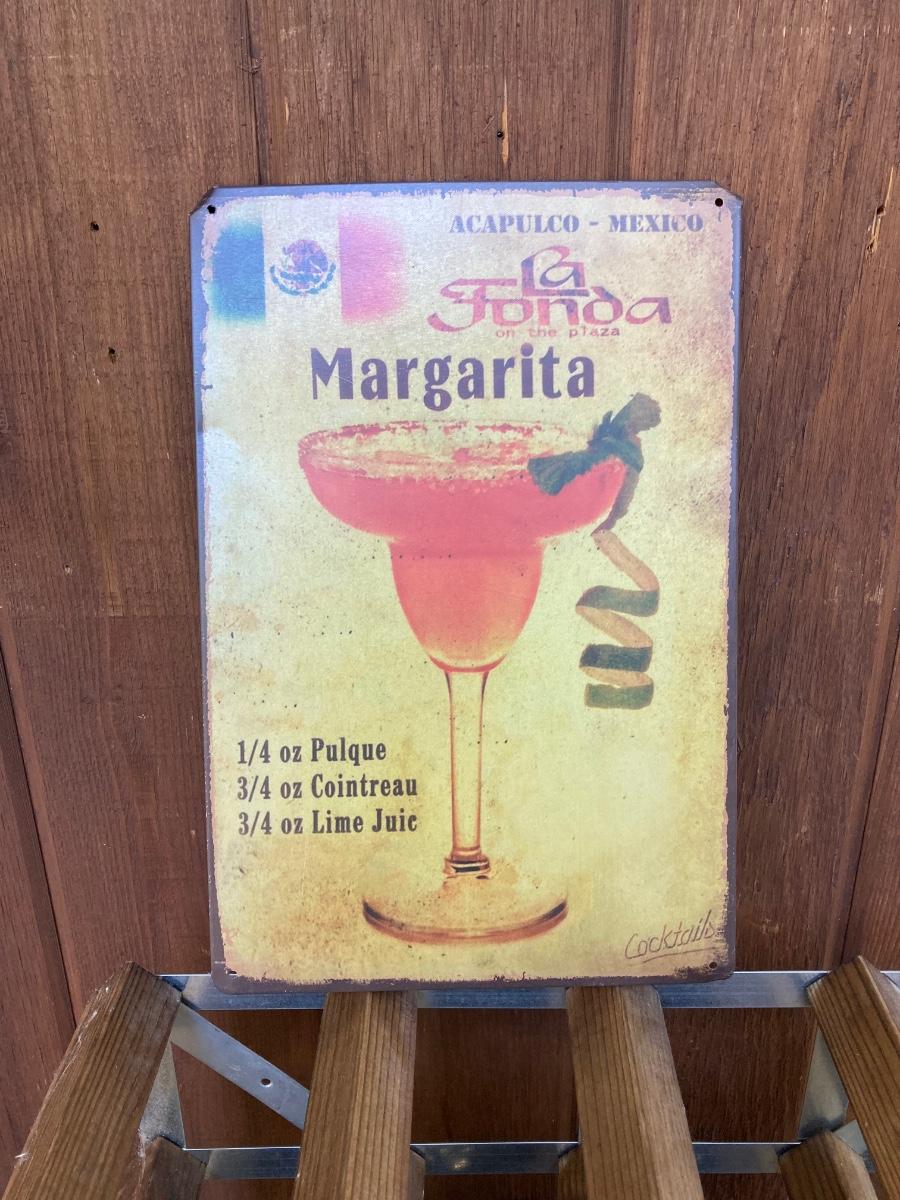 ACAPULCO - MEXICO
La
Fonda
on the plaza
Margarita
1/4 oz Pulque
3/4 oz Cointreau
3/4 oz Lime Juic
Cocktails